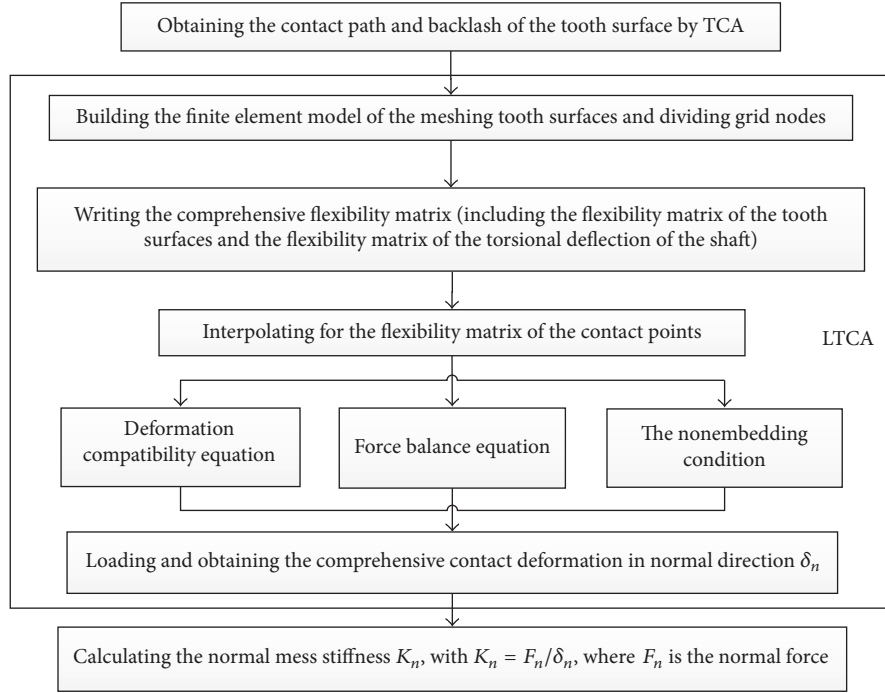 Obtaining the contact path and backlash of the tooth surface by TCA
Building the finite element model of the meshing tooth surfaces and dividing grid nodes
Writing the comprehensive flexibility matrix (including the flexibility matrix of the tooth
surfaces and the flexibility matrix of the torsional deflection of the shaft)
Interpolating for the flexibility matrix of the contact points
LTCA
Deformation
compatibility equation
Force balance equation
The nonembedding
condition
Loading and obtaining the comprehensive contact deformation in normal direction δₙ
Calculating the normal mess stiffness Kₙ, with Kₙ = Fₙ/δₙ, where Fₙ is the normal force